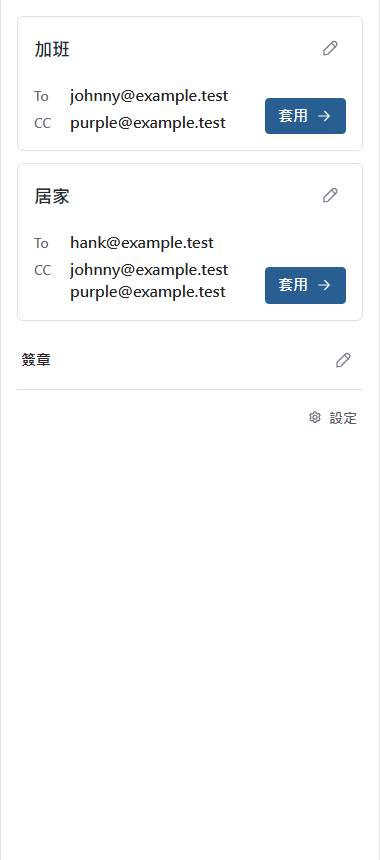 加班
To johnny@example.test
CC purple@example.test
套用
居家
To hank@example.test
CC johnny@example.test
purple@example.test
套用
簽章
設定